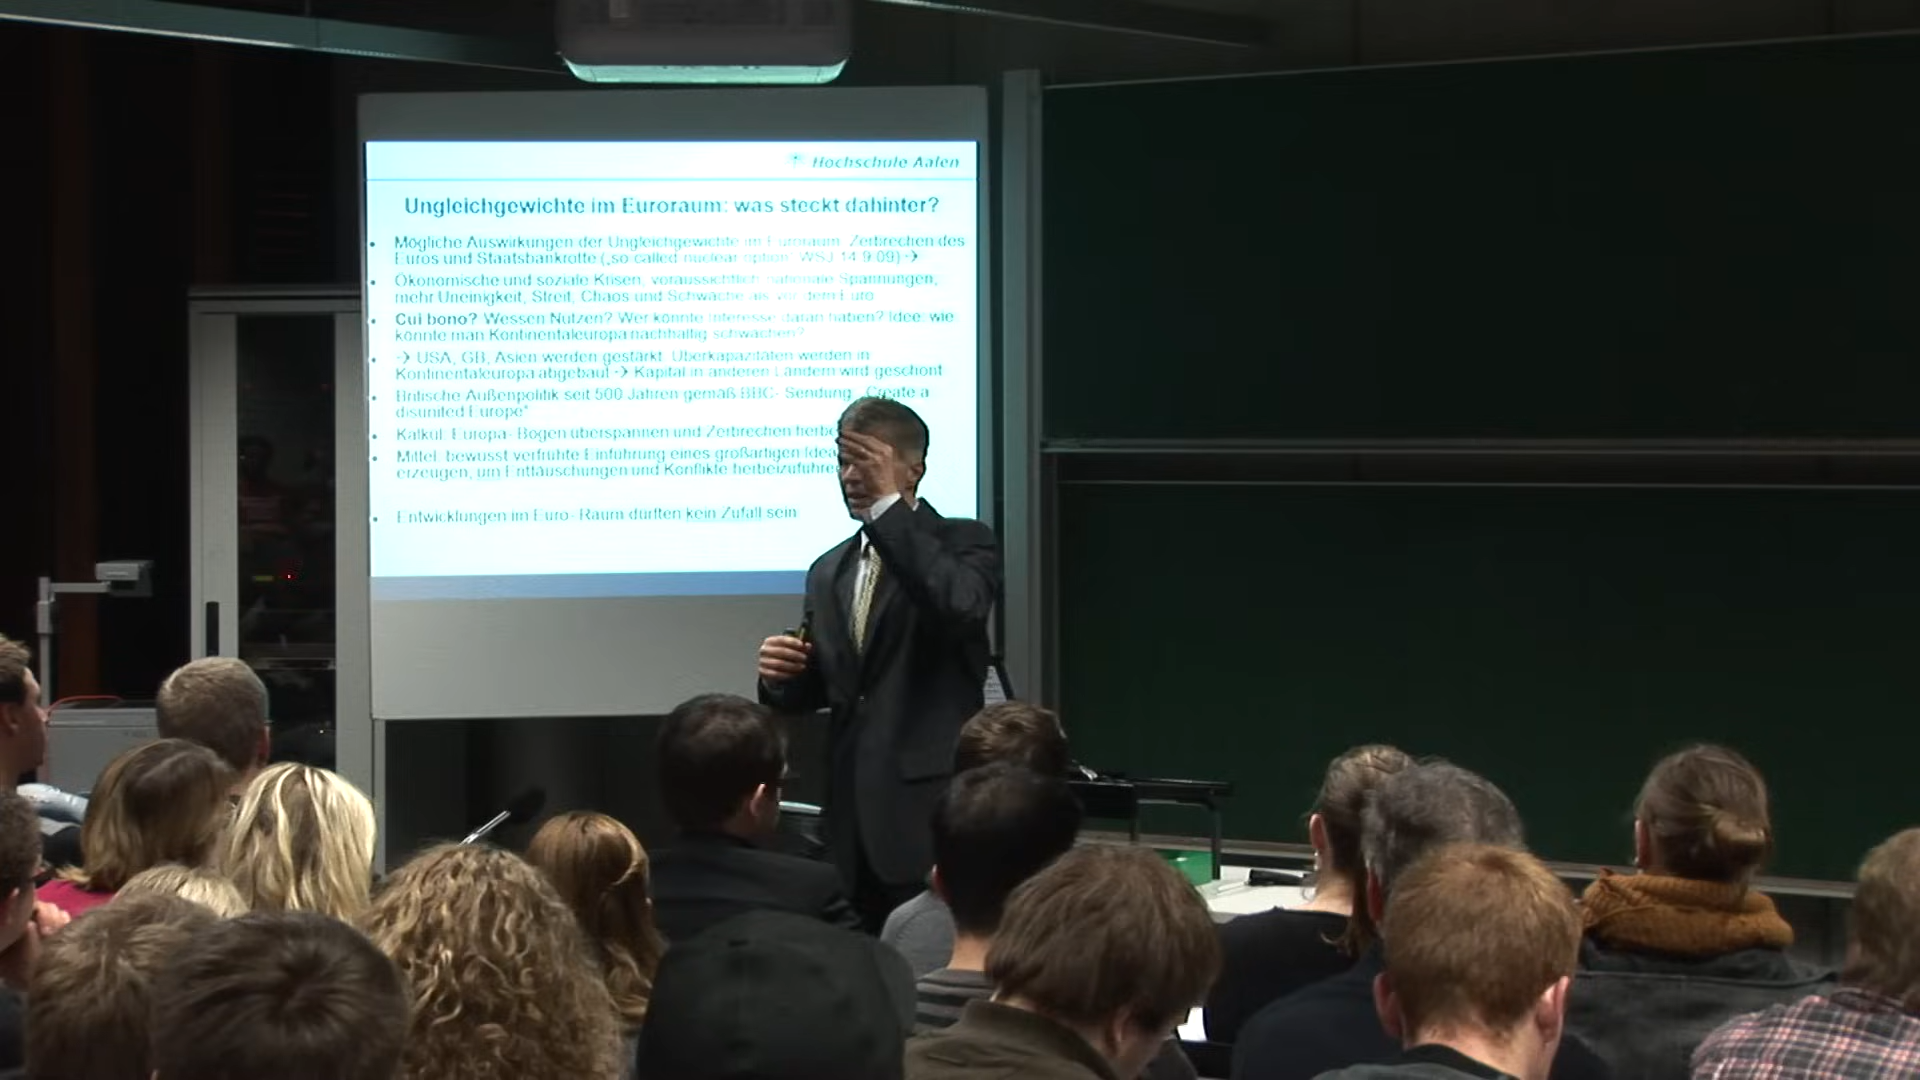 Hochschule Aalen
Ungleichgewichte im Euroraum: was steckt dahinter?
• Mögliche Auswirkungen der Ungleichgewichte im Euroraum: Zerbrechen des
Euros und Staatsbankrotte („so called nuclear option" WSJ 14.9.09) →
• Ökonomische und soziale Krisen, voraussichtlich nationale Spannungen;
mehr Uneinigkeit, Streit, Chaos und Schwäche als vor dem Euro
• Cui bono? Wessen Nutzen? Wer könnte Interesse daran haben? Idee: wie
könnte man Kontinentaleuropa nachhaltig schwächen?
• → USA, GB, Asien werden gestärkt: Überkapazitäten werden in
Kontinentaleuropa abgebaut → Kapital in anderen Ländern wird geschont
• Britische Außenpolitik seit 500 Jahren gemäß BBC- Sendung: „Create a
disunited Europe"
• Kalkül: Europa- Bogen überspannen und Zerbrechen
• Mittel: bewusst verfrühte Einführung eines großartigen
erzeugen, um Enttäuschungen und Konflikte
• Entwicklungen im Euro- Raum dürften kein Zufall sein